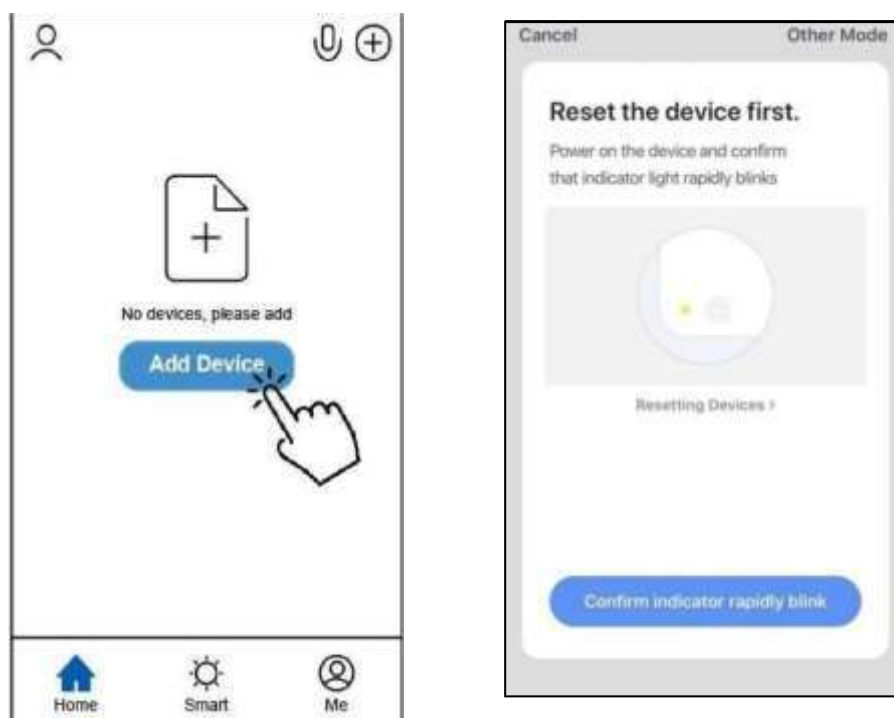 No devices, please add
Add Device
Home Smart Me
Cancel Other Mode
Reset the device first.
Power on the device and confirm
that indicator light rapidly blinks
Resetting Devices >
Confirm indicator rapidly blink